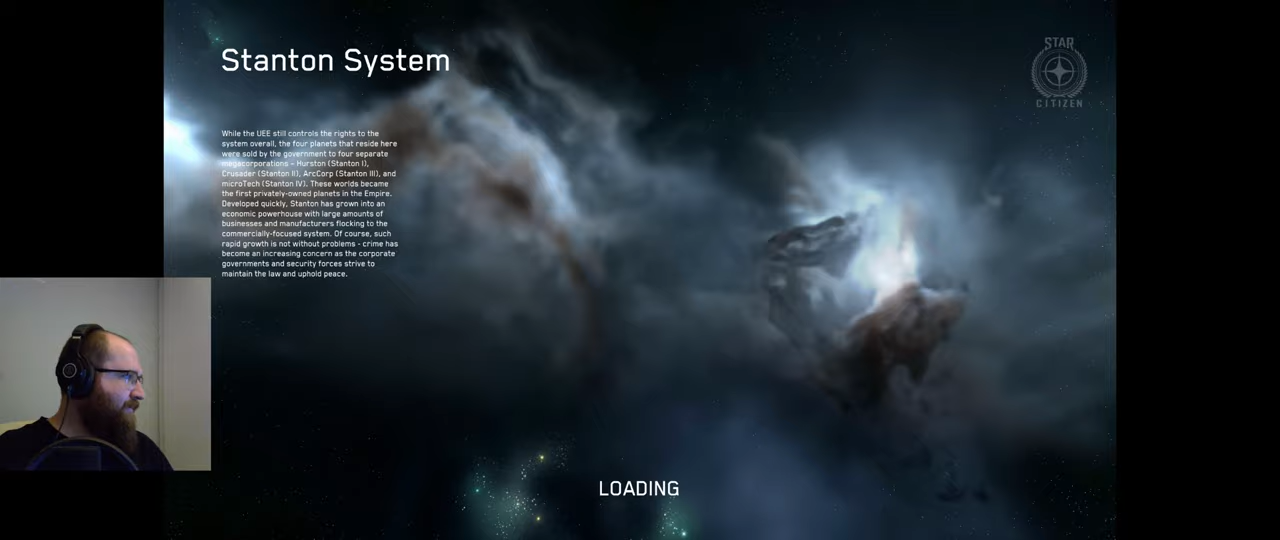 Stanton System
STAR
CITIZEN
While the UEE still controls the rights to the
system overall, the four planets that reside here
were sold by the government to four separate
megacorporations - Hurston (Stanton I),
Crusader (Stanton II), ArcCorp (Stanton III), and
microTech (Stanton IV). These worlds became
the first privately-owned planets in the Empire.
Developed quickly, Stanton has grown into an
economic powerhouse with large amounts of
businesses and manufacturers flocking to the
commercially-focused system. Of course, such
rapid growth is not without problems - crime has
become an increasing concern as the corporate
governments and security forces strive to
maintain the law and uphold peace.
LOADING